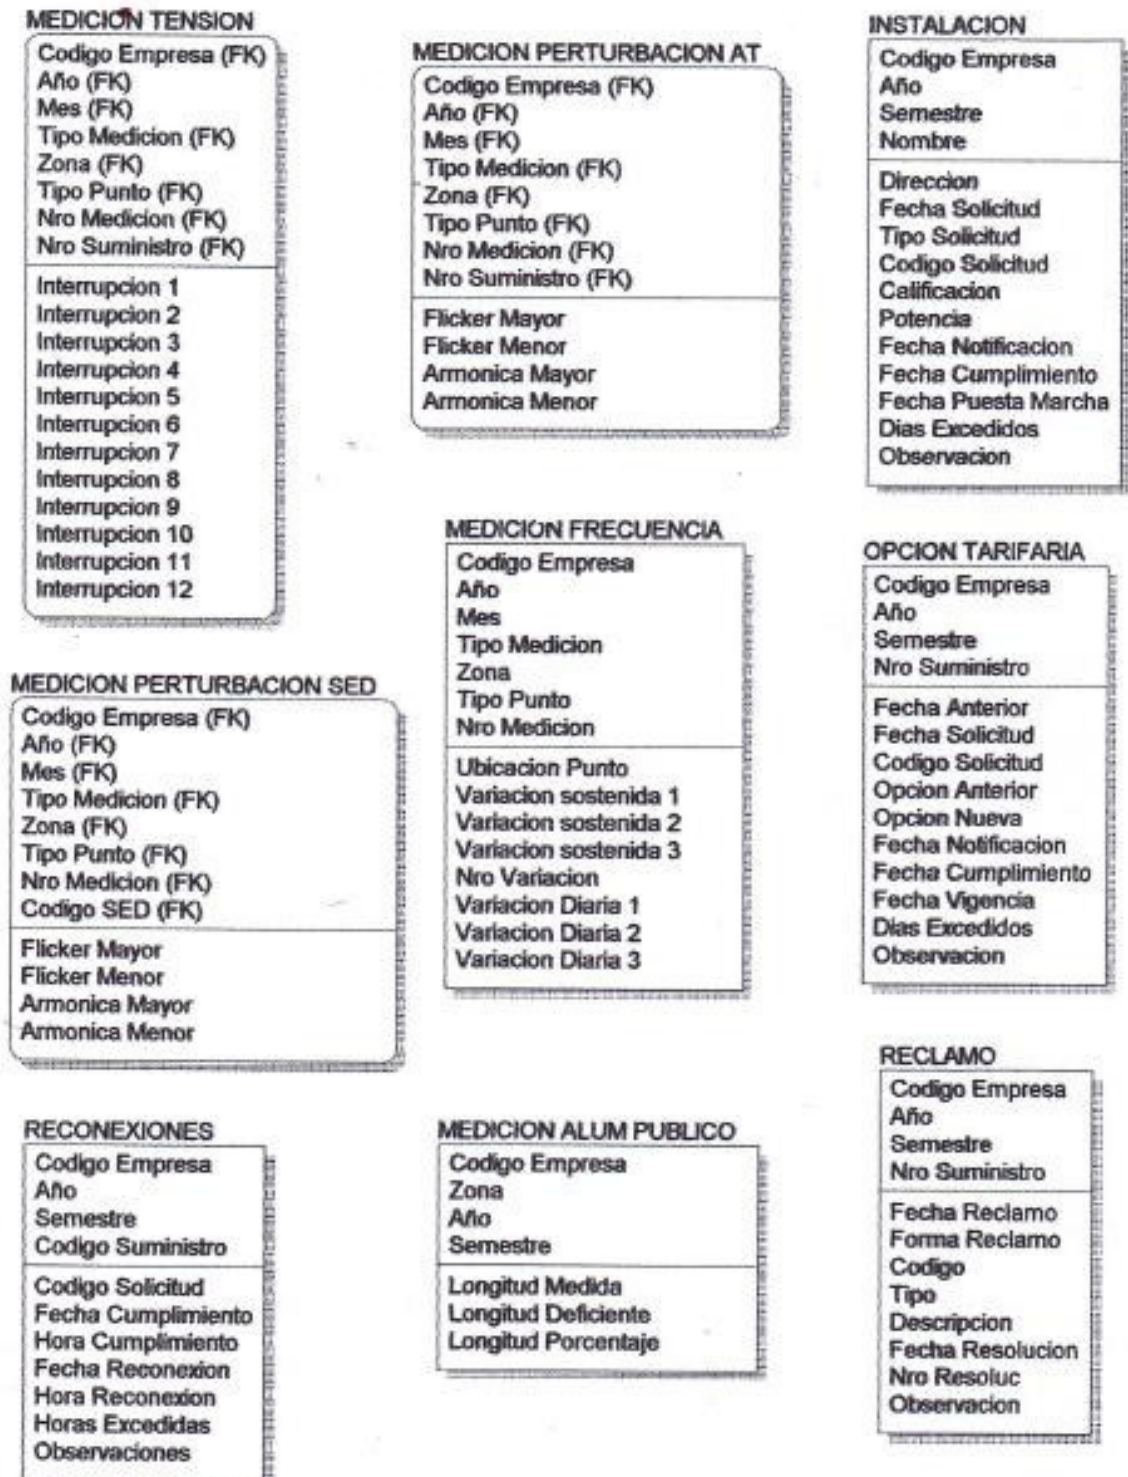 MEDICION TENSION
Codigo Empresa (FK)
Año (FK)
Mes (FK)
Tipo Medicion (FK)
Zona (FK)
Tipo Punto (FK)
Nro Medicion (FK)
Nro Suministro (FK)
Interrupcion 1
Interrupcion 2
Interrupcion 3
Interrupcion 4
Interrupcion 5
Interrupcion 6
Interrupcion 7
Interrupcion 8
Interrupcion 9
Interrupcion 10
Interrupcion 11
Interrupcion 12
MEDICION PERTURBACION AT
Codigo Empresa (FK)
Año (FK)
Mes (FK)
Tipo Medicion (FK)
Zona (FK)
Tipo Punto (FK)
Nro Medicion (FK)
Nro Suministro (FK)
Flicker Mayor
Flicker Menor
Armonica Mayor
Armonica Menor
INSTALACION
Codigo Empresa
Año
Semestre
Nombre
Direccion
Fecha Solicitud
Tipo Solicitud
Codigo Solicitud
Calificacion
Potencia
Fecha Notificacion
Fecha Cumplimiento
Fecha Puesta Marcha
Dias Excedidos
Observacion
MEDICION PERTURBACION SED
Codigo Empresa (FK)
Año (FK)
Mes (FK)
Tipo Medicion (FK)
Zona (FK)
Tipo Punto (FK)
Nro Medicion (FK)
Codigo SED (FK)
Flicker Mayor
Flicker Menor
Armonica Mayor
Armonica Menor
MEDICION FRECUENCIA
Codigo Empresa
Año
Mes
Tipo Medicion
Zona
Tipo Punto
Nro Medicion
Ubicacion Punto
Variacion sostenida 1
Variacion sostenida 2
Variacion sostenida 3
Nro Variacion
Variacion Diaria 1
Variacion Diaria 2
Variacion Diaria 3
OPCION TARIFARIA
Codigo Empresa
Año
Semestre
Nro Suministro
Fecha Anterior
Fecha Solicitud
Codigo Solicitud
Opcion Anterior
Opcion Nueva
Fecha Notificacion
Fecha Cumplimiento
Fecha Vigencia
Dias Excedidos
Observacion
RECONEXIONES
Codigo Empresa
Año
Semestre
Codigo Suministro
Codigo Solicitud
Fecha Cumplimiento
Hora Cumplimiento
Fecha Reconexion
Hora Reconexion
Horas Excedidas
Observaciones
MEDICION ALUM PUBLICO
Codigo Empresa
Zona
Año
Semestre
Longitud Medida
Longitud Deficiente
Longitud Porcentaje
RECLAMO
Codigo Empresa
Año
Semestre
Nro Suministro
Fecha Reclamo
Forma Reclamo
Codigo
Tipo
Descripcion
Fecha Resolucion
Nro Resoluc
Observacion